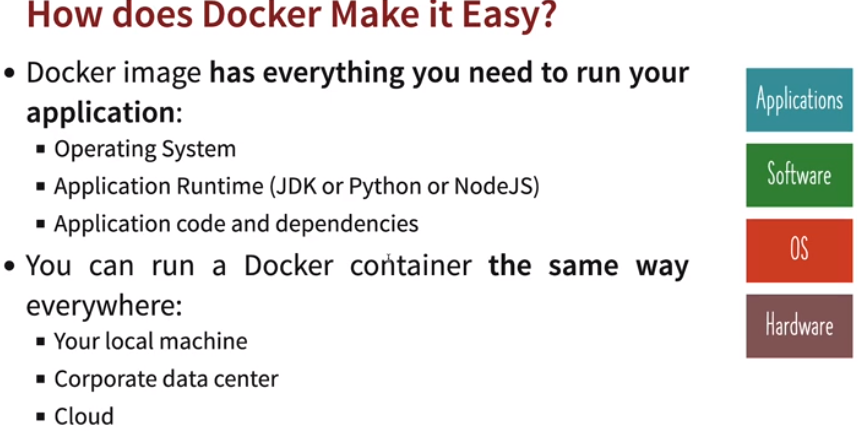 How does Docker Make it Easy?
• Docker image has everything you need to run your
application:
▪ Operating System
▪ Application Runtime (JDK or Python or NodeJS)
▪ Application code and dependencies
• You can run a Docker container the same way
everywhere:
▪ Your local machine
▪ Corporate data center
▪ Cloud
Applications
Software
OS
Hardware